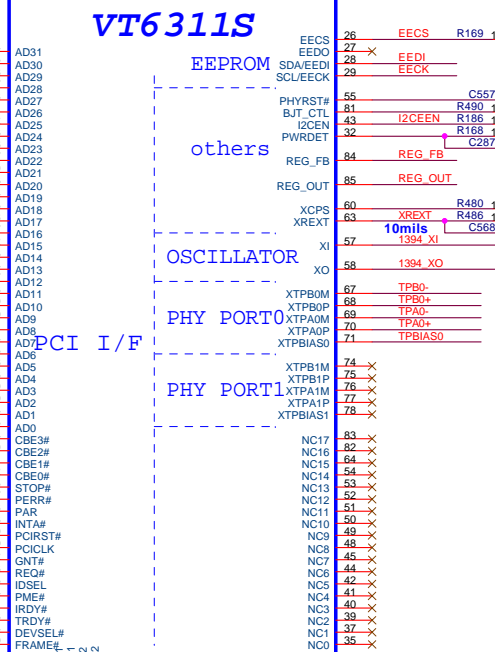 VT6311S
EECS 26 EECS R169 1
AD31 EEDO 27
AD30 EEPROM SDA/EEDI 28 EEDI
AD29 SCL/EECK 29 EECK
AD28
AD27 PHYRST# 55 C557
AD26 BJT_CTL 81 R490 1
AD25 I2CEN 43 I2CEEN R186 1
AD24 PWRDET 32 R168 1
AD23 others C287
AD22 REG_FB 84 REG_FB
AD21
AD20 REG_OUT 85 REG_OUT
AD19
AD18 XCPS 60 R480 1
AD17 XREXT 63 XREXT R486 1
AD16 10mils C568
AD15 XI 57 1394_XI
AD14 OSCILLATOR
AD13 XO 58 1394_XO
AD12
AD11 XTPB0M 67 TPB0-
AD10 XTPB0P 68 TPB0+
AD9 PHY PORT0 XTPA0M 69 TPA0-
AD8 XTPA0P 70 TPA0+
AD7 PCI I/F XTPBIAS0 71 TPBIAS0
AD6
AD5 XTPB1M 74
AD4 XTPB1P 75
AD3 PHY PORT1 XTPA1M 76
AD2 XTPA1P 77
AD1 XTPBIAS1 78
AD0
CBE3# NC17 83
CBE2# NC16 82
CBE1# NC15 64
CBE0# NC14 54
STOP# NC13 53
PERR# NC12 52
PAR NC11 51
INTA# NC10 50
PCIRST# NC9 49
PCICLK NC8 48
GNT# NC7 45
REQ# NC6 44
IDSEL NC5 42
PME# NC4 41
IRDY# NC3 40
TRDY# NC2 39
DEVSEL# NC1 37
FRAME# NC0 35